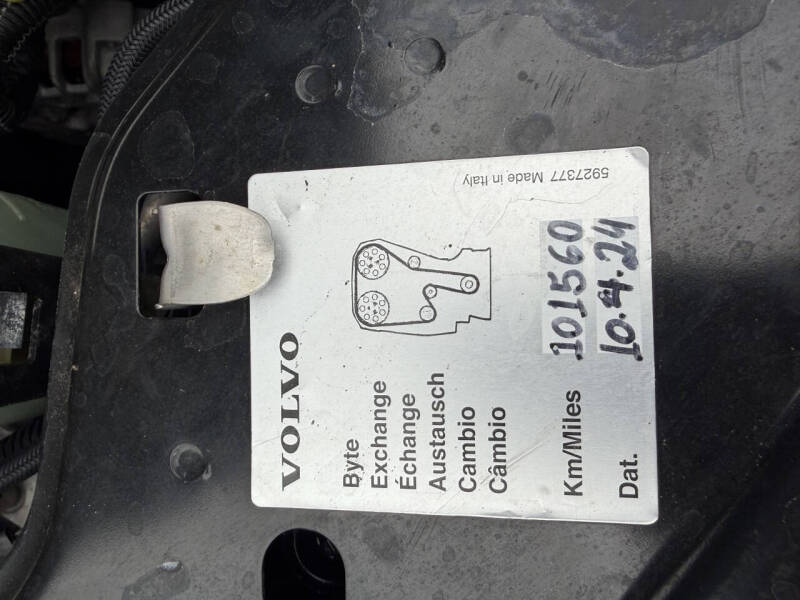 VOLVO
Byte
Exchange
Échange
Austausch
Cambio
Câmbio
Km/Miles 101560
Dat. 10.4.24
5927377 Made in Italy